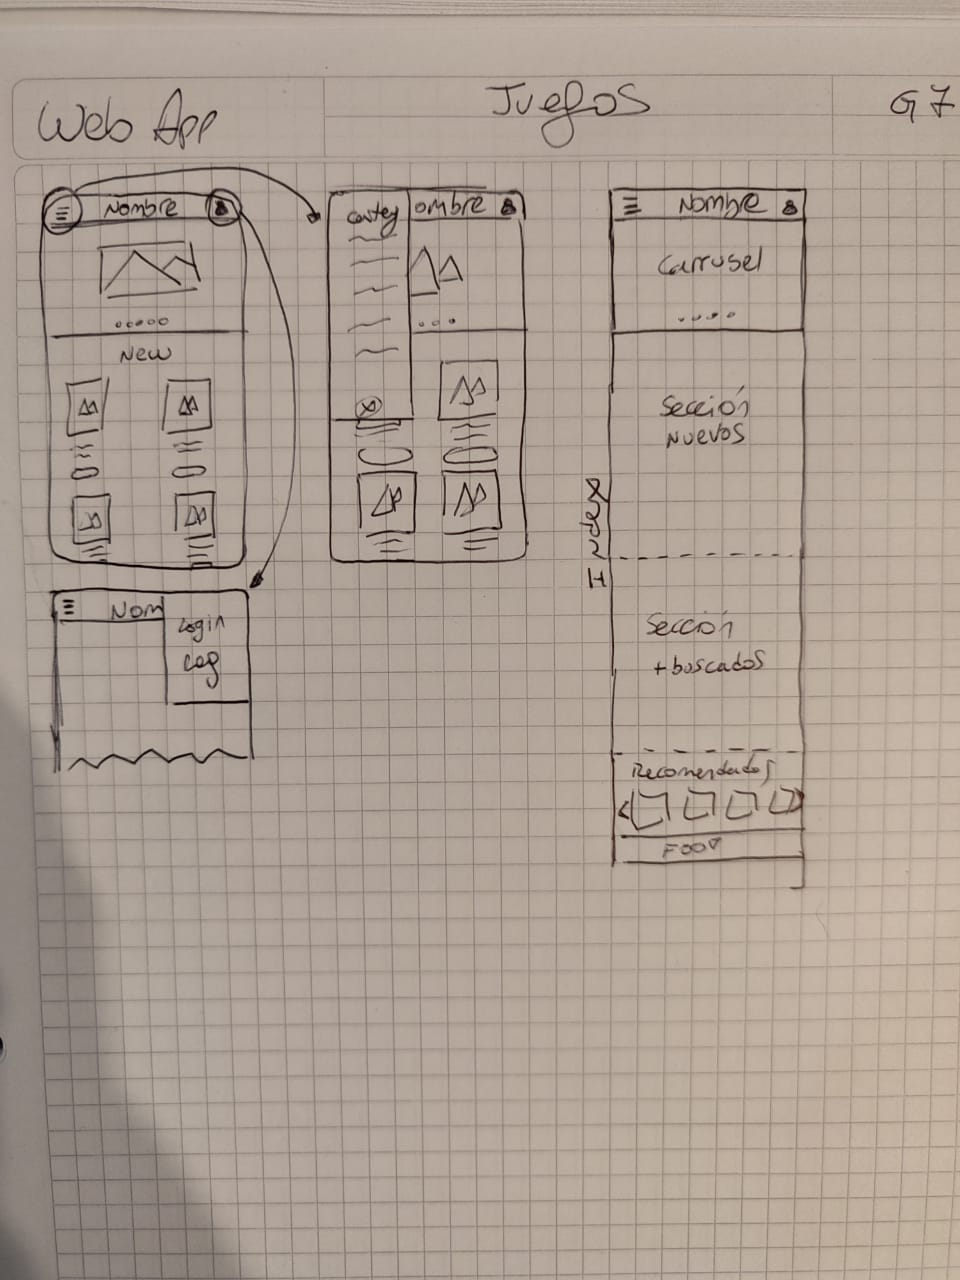 Web App
Juegos
G7
Nombre
New
Categ
ombre
Nombre
Carrusel
Sección
Nuevos
Index
Sección
+ buscados
Recomendados
Foot
Nom
Login